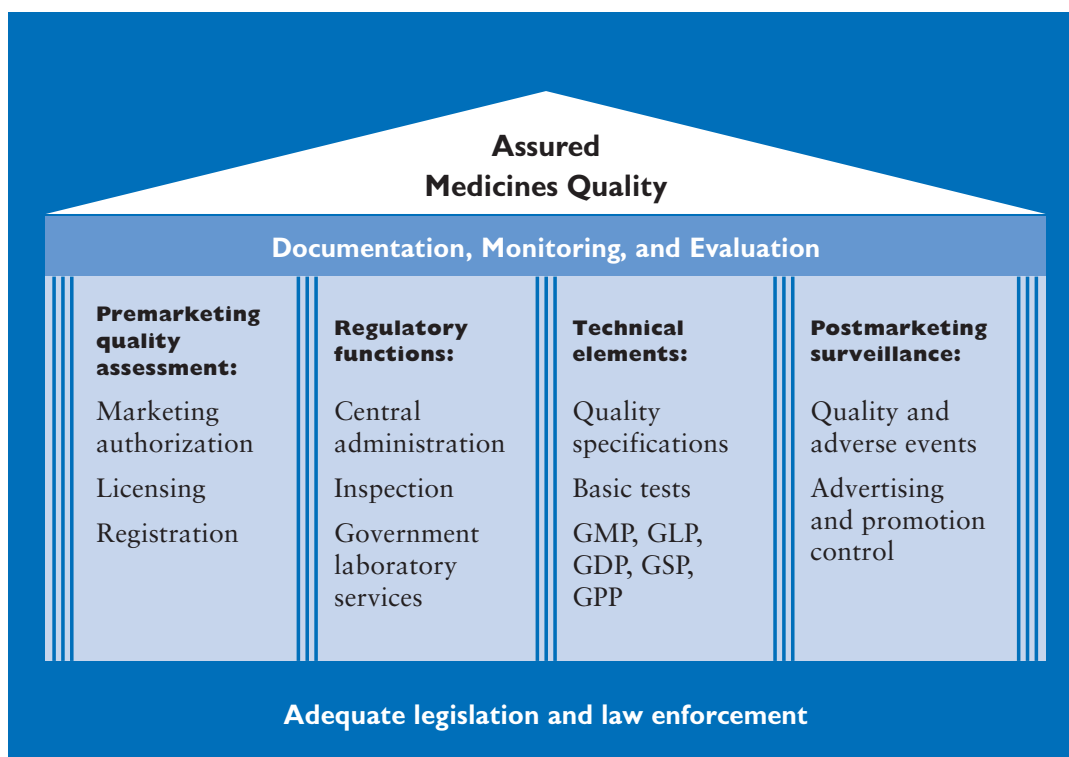 Assured
Medicines Quality
Documentation, Monitoring, and Evaluation
Premarketing
quality
assessment:
Marketing
authorization
Licensing
Registration
Regulatory
functions:
Central
administration
Inspection
Government
laboratory
services
Technical
elements:
Quality
specifications
Basic tests
GMP, GLP,
GDP, GSP,
GPP
Postmarketing
surveillance:
Quality and
adverse events
Advertising
and promotion
control
Adequate legislation and law enforcement